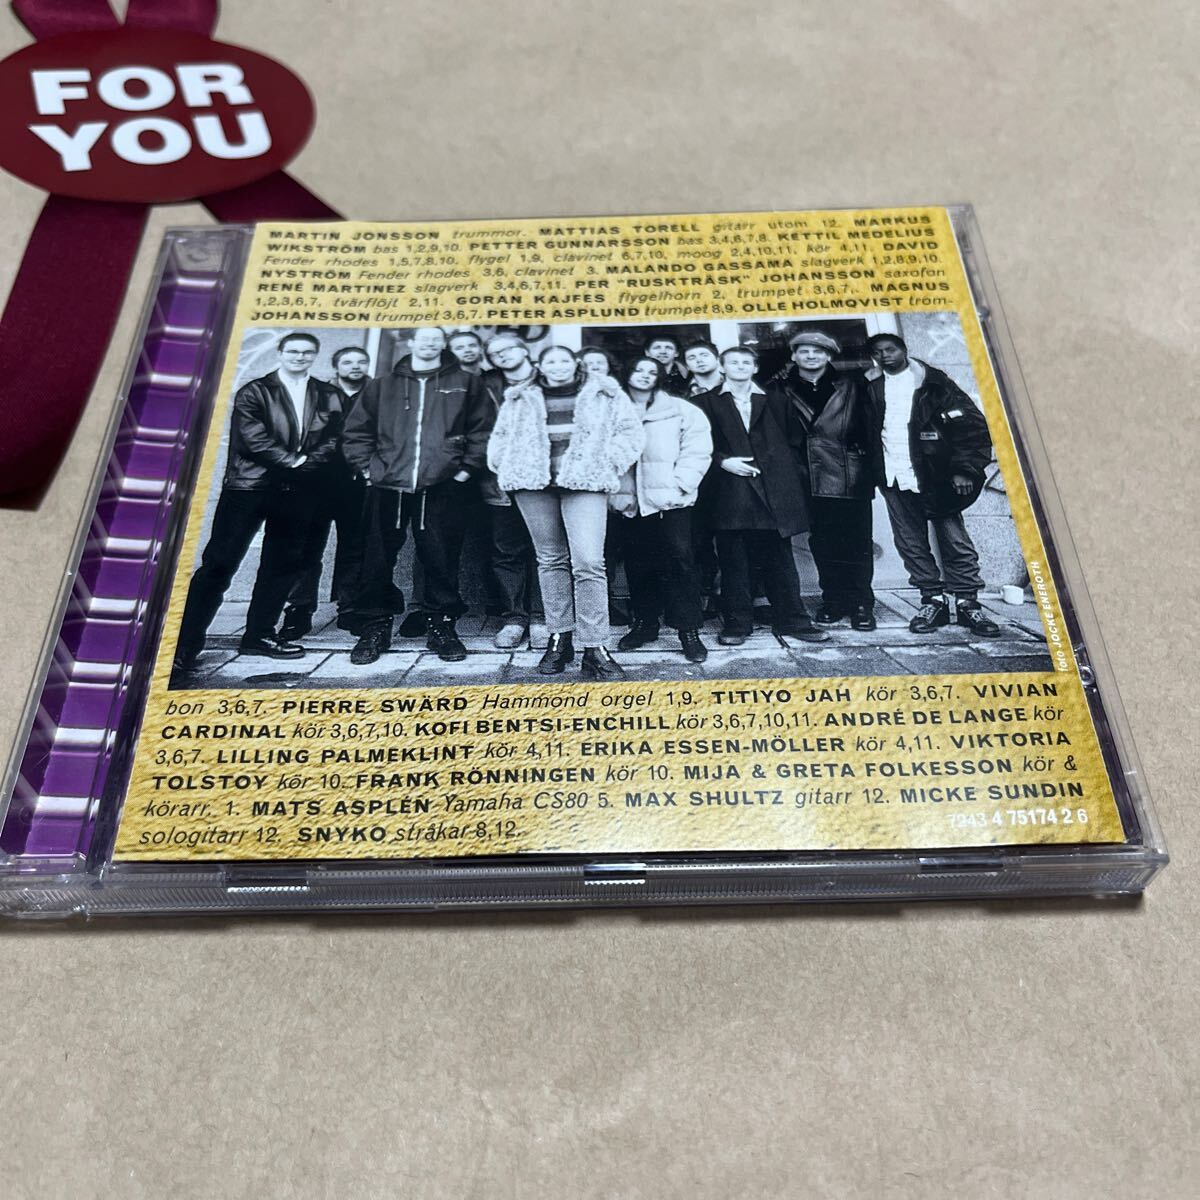 FOR
YOU
MARTIN JONSSON trummor. MATTIAS TORELL gitarr utom 12. MARKUS
WIKSTRÖM bas 1,2,9,10. PETTER GUNNARSSON bas 3,4,6,7,8. KETTIL MEDELIUS
Fender rhodes 1,5,7,8,10. flygel 1,9, clavinet 6,7,10, moog 2,4,10,11. kör 4,11. DAVID
NYSTRÖM Fender rhodes 3,6, clavinet 3. MALANDO GASSAMA slagverk 1,2,8,9,10.
RENÉ MARTINEZ slagverk 3,4,6,7,11. PER "RUSKTRÄSK" JOHANSSON saxofon
1,2,3,6,7, tvärflöjt 2,11. GORAN KAJFES flygelhorn 2, trumpet 3,6,7,. MAGNUS
JOHANSSON trumpet 3,6,7. PETER ASPLUND trumpet 8,9. OLLE HOLMQVIST trom-
foto JOCKE ENEROTH
bon 3,6,7. PIERRE SWÄRD Hammond orgel 1,9. TITIYO JAH kör 3,6,7. VIVIAN
CARDINAL kör 3,6,7,10. KOFI BENTSI-ENCHILL kör 3,6,7,10,11. ANDRÉ DE LANGE kör
3,6,7. LILLING PALMEKLINT kör 4,11. ERIKA ESSEN-MÖLLER kör 4,11. VIKTORIA
TOLSTOY kör 10. FRANK RÖNNINGEN kör 10. MIJA & GRETA FOLKESSON kör &
körarr. 1. MATS ASPLÉN Yamaha CS80 5. MAX SHULTZ gitarr 12. MICKE SUNDIN
sologitarr 12. SNYKO stråkar 8,12.
7243 4 75174 2 6